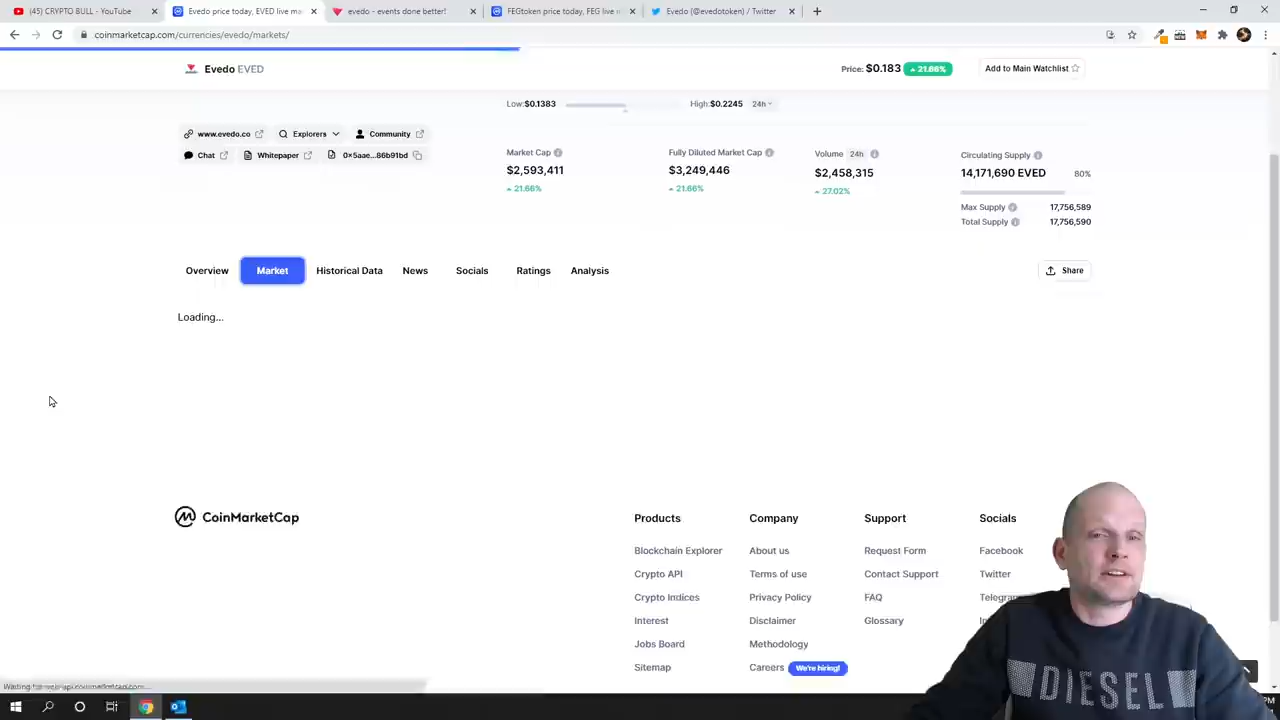 (45) CRYPTO BULL - YouTube
Evedo price today, EVED live ma
evedo - events done better!
FEGtoken price today, FEG live m
Evedo (@evedotoken) / Twitter
coinmarketcap.com/currencies/evedo/markets/
Evedo EVED
Price: $0.183 21.66%
Add to Main Watchlist
Low: $0.1383
High: $0.2245
24h
www.evedo.co
Explorers
Community
Chat
Whitepaper
0x5aae...86b91bd
Market Cap
$2,593,411
21.66%
Fully Diluted Market Cap
$3,249,446
21.66%
Volume 24h
$2,458,315
27.02%
Circulating Supply
14,171,690 EVED 80%
Max Supply 17,756,589
Total Supply 17,756,590
Overview
Market
Historical Data
News
Socials
Ratings
Analysis
Share
Loading...
CoinMarketCap
Products
Blockchain Explorer
Crypto API
Crypto Indices
Interest
Jobs Board
Sitemap
Company
About us
Terms of use
Privacy Policy
Disclaimer
Methodology
Careers We're hiring!
Support
Request Form
Contact Support
FAQ
Glossary
Socials
Facebook
Twitter
Telegram
DIESEL